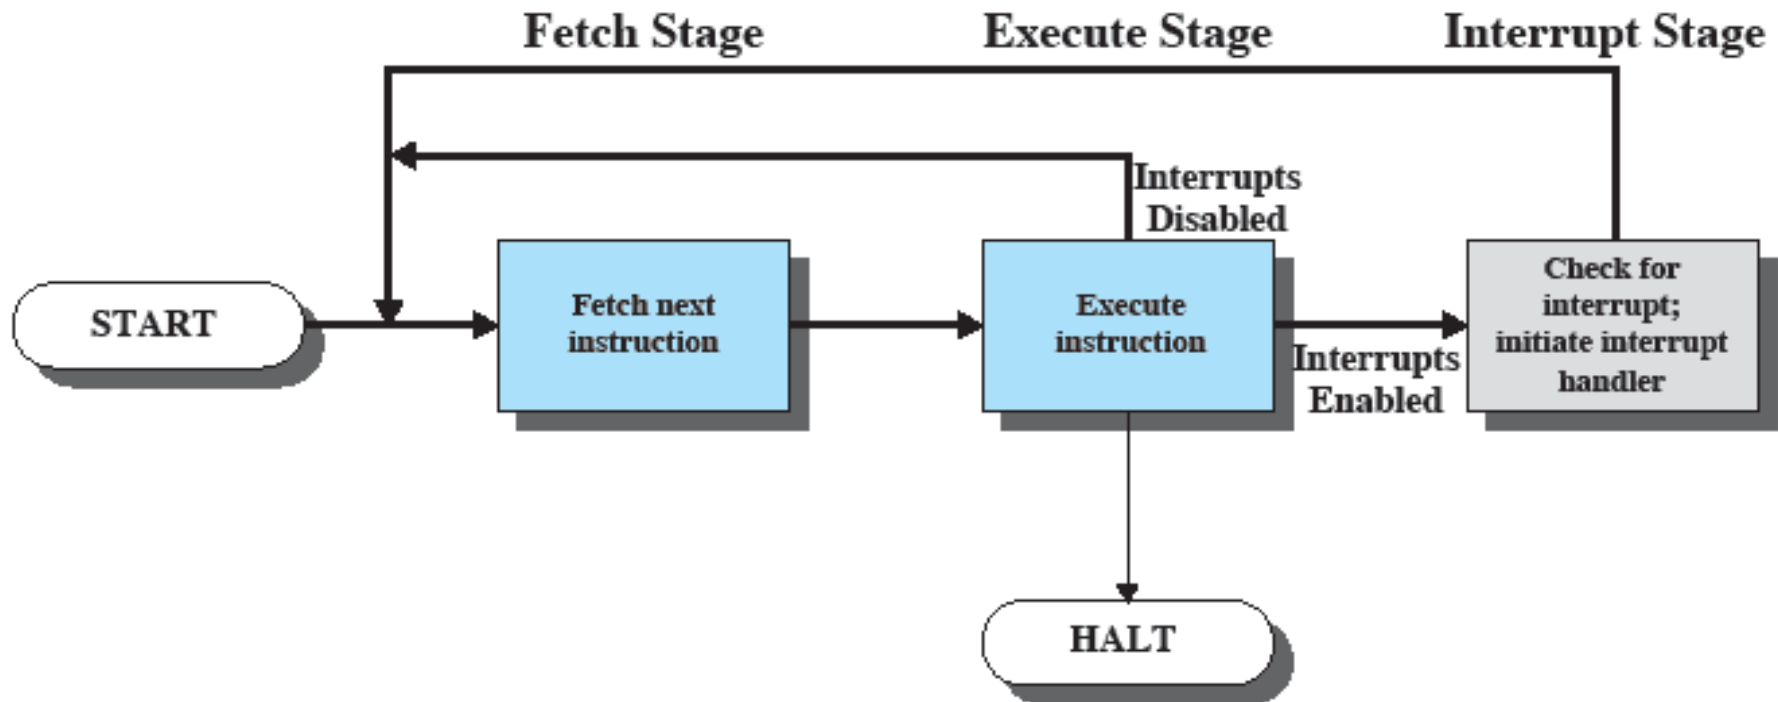 Fetch Stage
Execute Stage
Interrupt Stage
Interrupts
Disabled
START
Fetch next
instruction
Execute
instruction
Interrupts
Enabled
Check for
interrupt;
initiate interrupt
handler
HALT